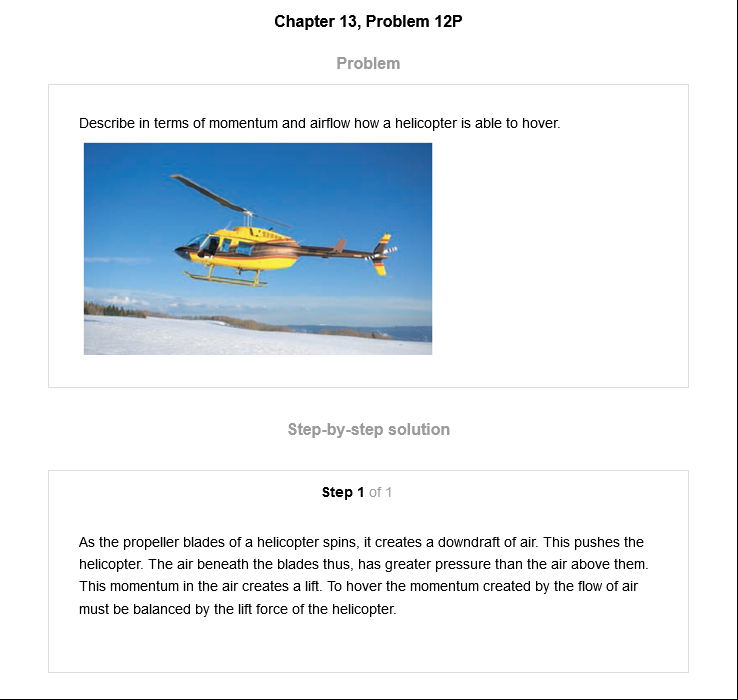 Chapter 13, Problem 12P
Problem
Describe in terms of momentum and airflow how a helicopter is able to hover.
Step-by-step solution
Step 1 of 1
As the propeller blades of a helicopter spins, it creates a downdraft of air. This pushes the
helicopter. The air beneath the blades thus, has greater pressure than the air above them.
This momentum in the air creates a lift. To hover the momentum created by the flow of air
must be balanced by the lift force of the helicopter.